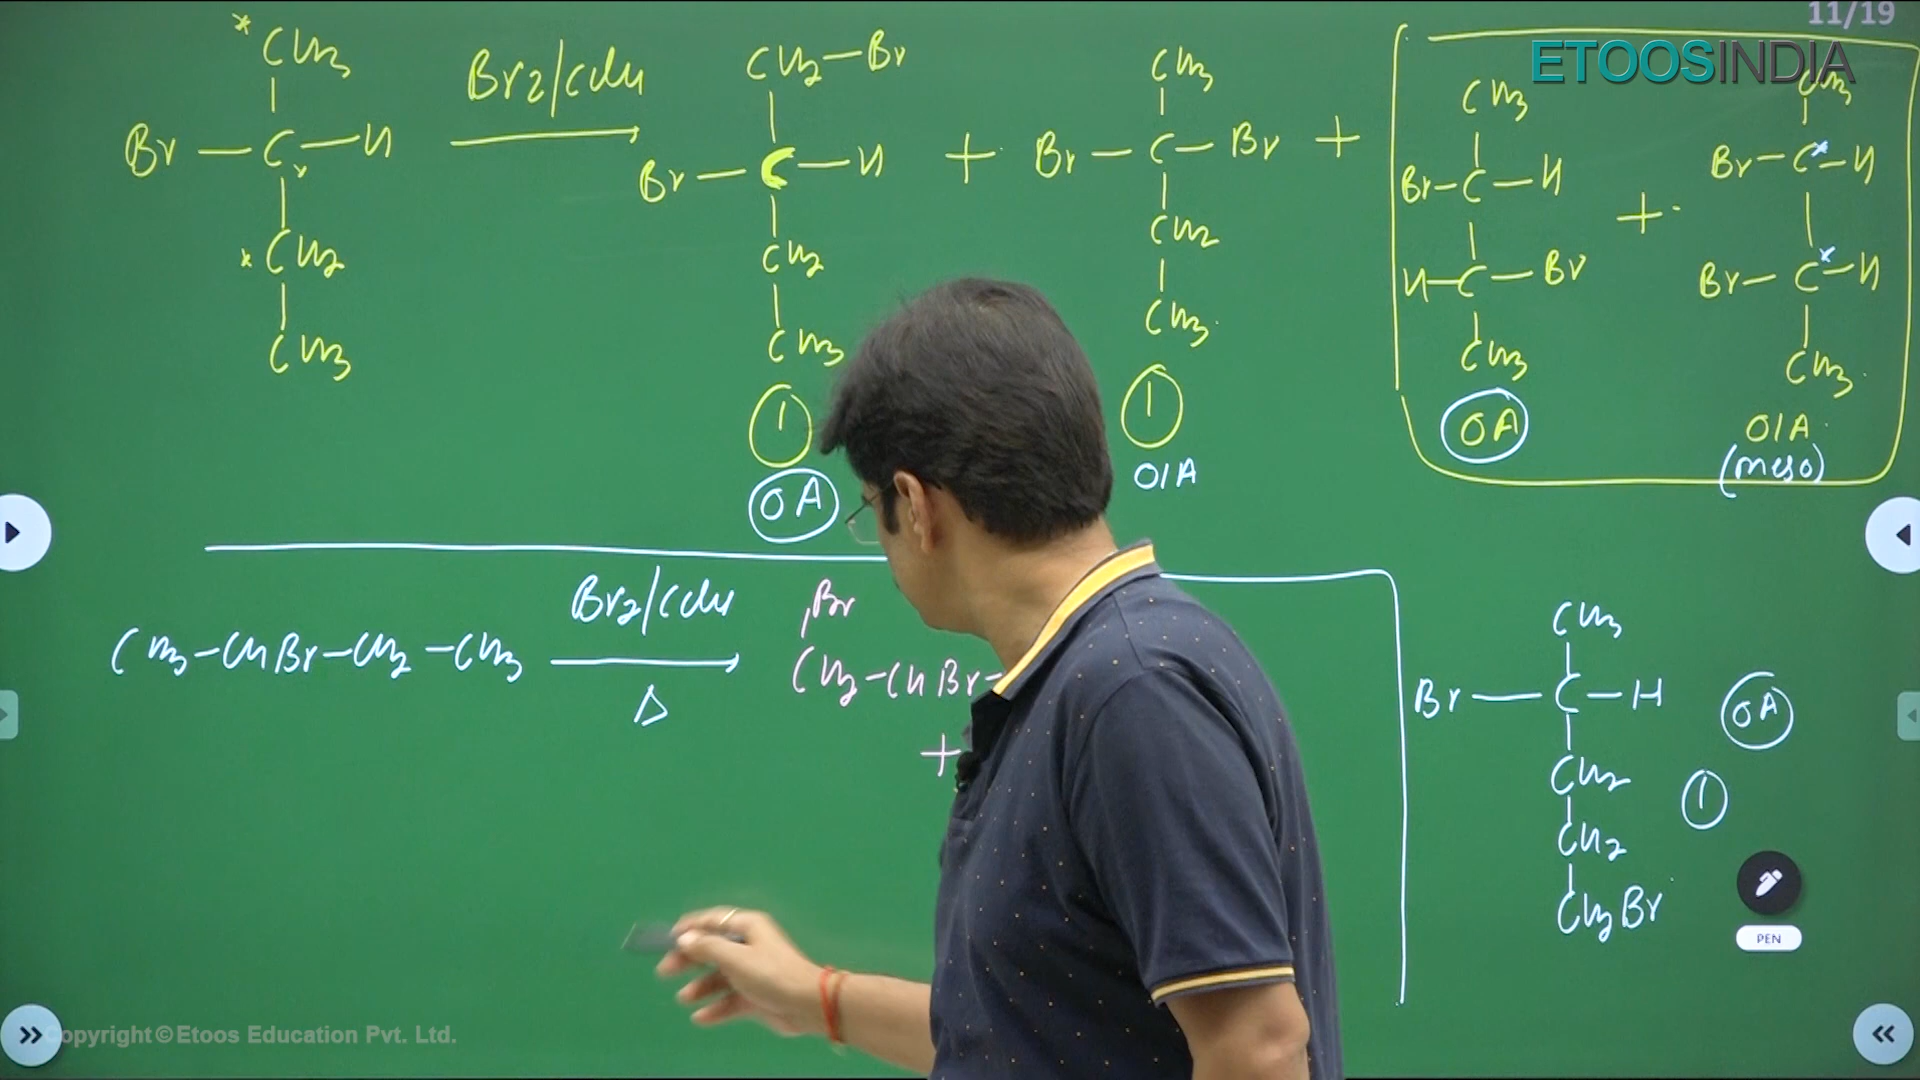 11/19
ETOOSINDIA
* CH3
Br — C — H
*
* CH2
CH3
Br2/CCl4
CH2—Br
Br — C — H
CH2
CH3
1
OA
+
CH3
Br — C — Br
CH2
CH3
1
O/A
+
CH3
Br — C — H
H — C — Br
CH3
OA
+
CH3
Br — C* — H
Br — C* — H
CH3
O/A
(meso)
CH3—CHBr—CH2—CH3
Br2/CCl4
Δ
Br
CH2—CHBr—
+
CH3
Br — C — H
CH2
CH2
CH2Br
OA
1
PEN
Copyright © Etoos Education Pvt. Ltd.